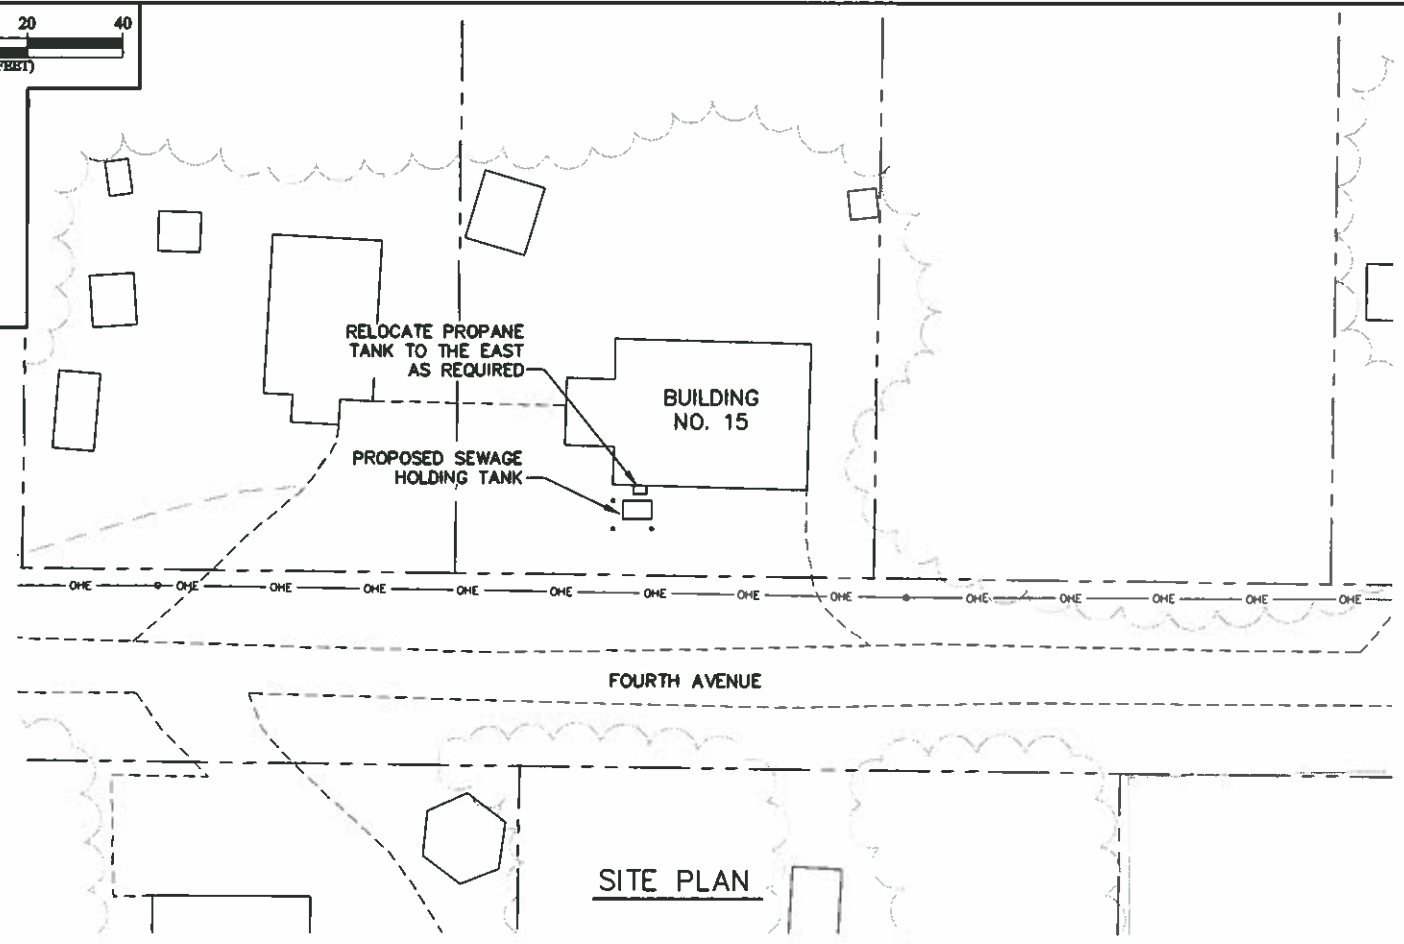 20 40
FEET)
RELOCATE PROPANE
TANK TO THE EAST
AS REQUIRED
BUILDING
NO. 15
PROPOSED SEWAGE
HOLDING TANK
OHE OHE OHE OHE OHE OHE OHE OHE OHE OHE OHE OHE OHE OHE
FOURTH AVENUE
SITE PLAN